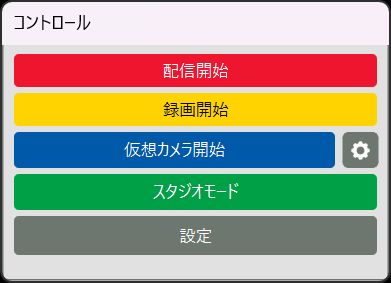 コントロール
配信開始
録画開始
仮想カメラ開始
スタジオモード
設定